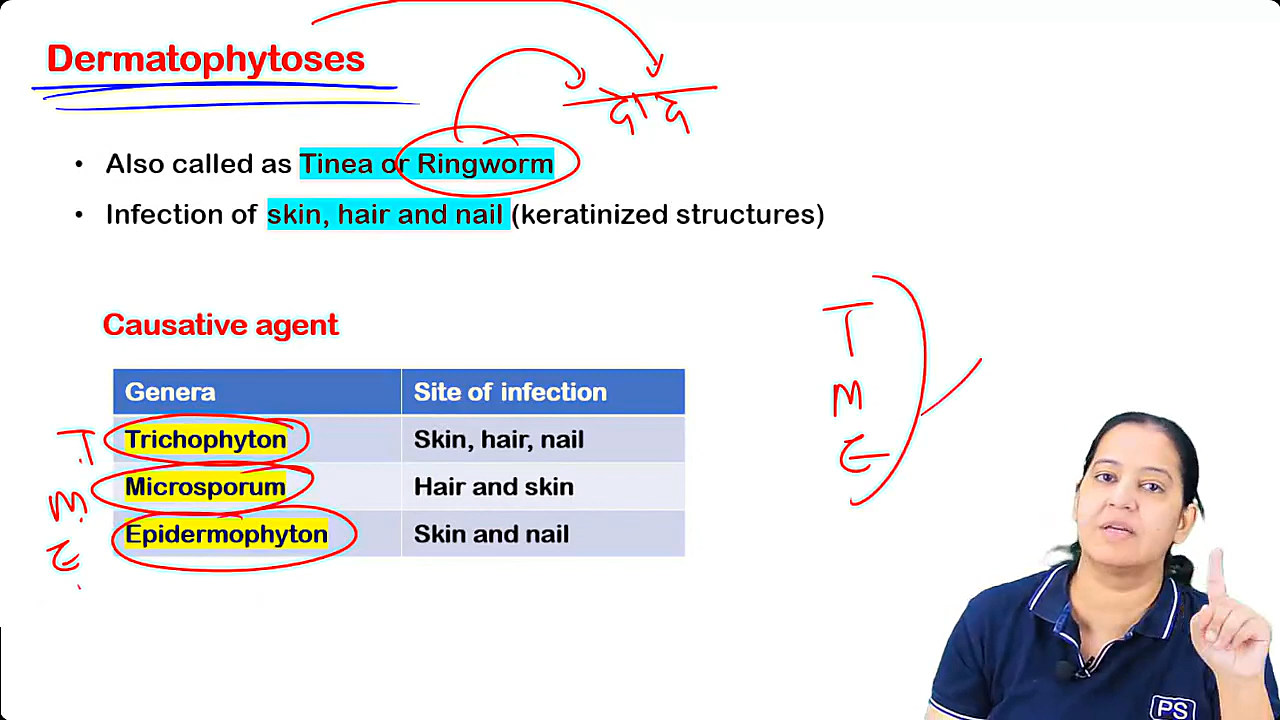 Dermatophytoses
• Also called as Tinea or Ringworm
• Infection of skin, hair and nail (keratinized structures)
Causative agent
Genera Site of infection
T Trichophyton Skin, hair, nail
M Microsporum Hair and skin
E Epidermophyton Skin and nail
T
M
E
PS